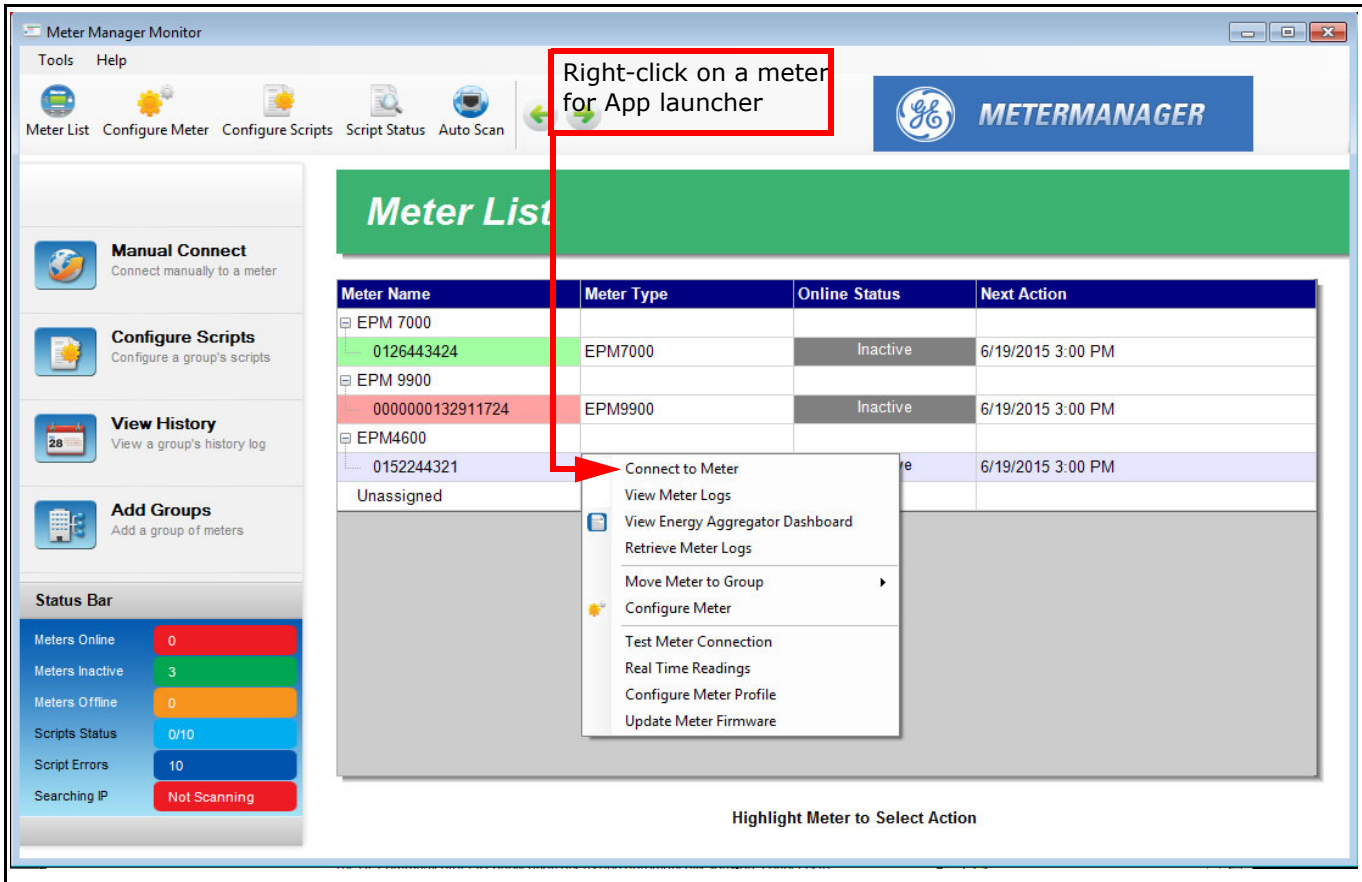 Meter Manager Monitor
Tools Help
Right-click on a meter
for App launcher
Meter List Configure Meter Configure Scripts Script Status Auto Scan
METERMANAGER
Meter List
Manual Connect
Connect manually to a meter
Configure Scripts
Configure a group's scripts
View History
View a group's history log
28
Add Groups
Add a group of meters
Status Bar
Meters Online 0
Meters Inactive 3
Meters Offline 0
Scripts Status 0/10
Script Errors 10
Searching IP Not Scanning
Meter Name Meter Type Online Status Next Action
EPM 7000
0126443424 EPM7000 Inactive 6/19/2015 3:00 PM
EPM 9900
0000000132911724 EPM9900 Inactive 6/19/2015 3:00 PM
EPM4600
0152244321 ve 6/19/2015 3:00 PM
Unassigned
Connect to Meter
View Meter Logs
View Energy Aggregator Dashboard
Retrieve Meter Logs
Move Meter to Group
Configure Meter
Test Meter Connection
Real Time Readings
Configure Meter Profile
Update Meter Firmware
Highlight Meter to Select Action